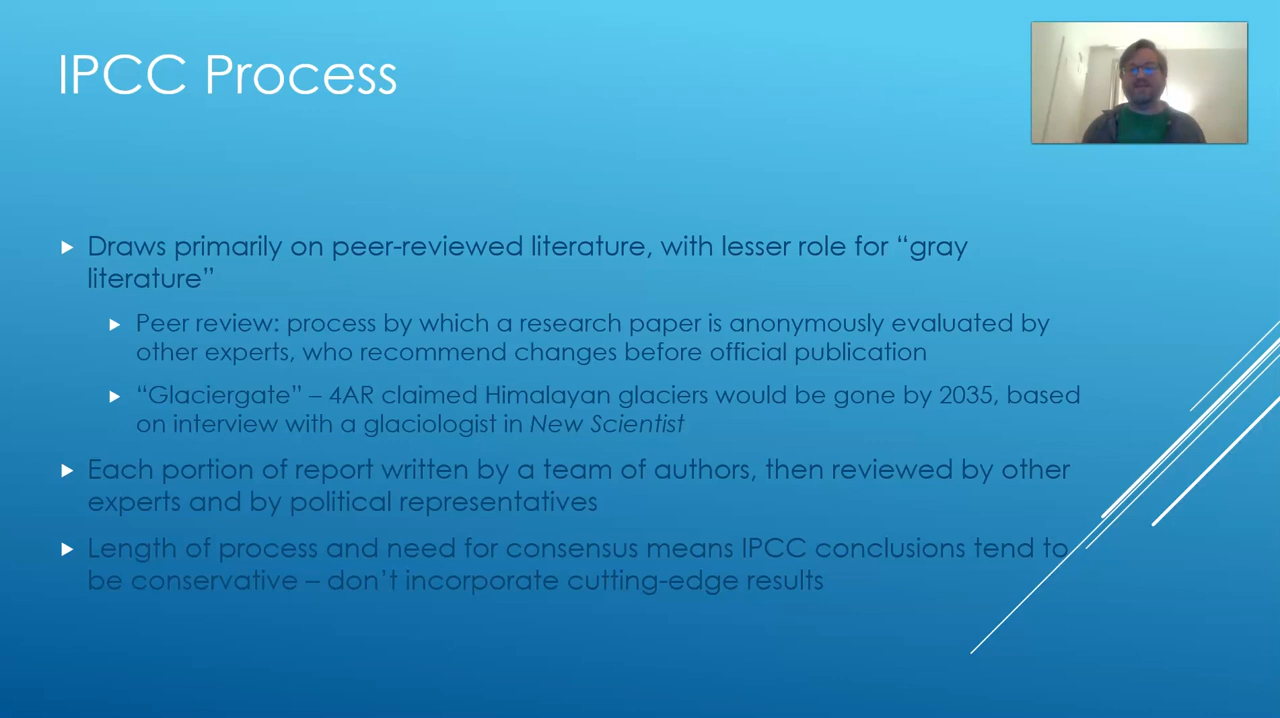 IPCC Process
Draws primarily on peer-reviewed literature, with lesser role for “gray
literature”
Peer review: process by which a research paper is anonymously evaluated by
other experts, who recommend changes before official publication
“Glaciergate” – 4AR claimed Himalayan glaciers would be gone by 2035, based
on interview with a glaciologist in New Scientist
Each portion of report written by a team of authors, then reviewed by other
experts and by political representatives
Length of process and need for consensus means IPCC conclusions tend to
be conservative – don’t incorporate cutting-edge results